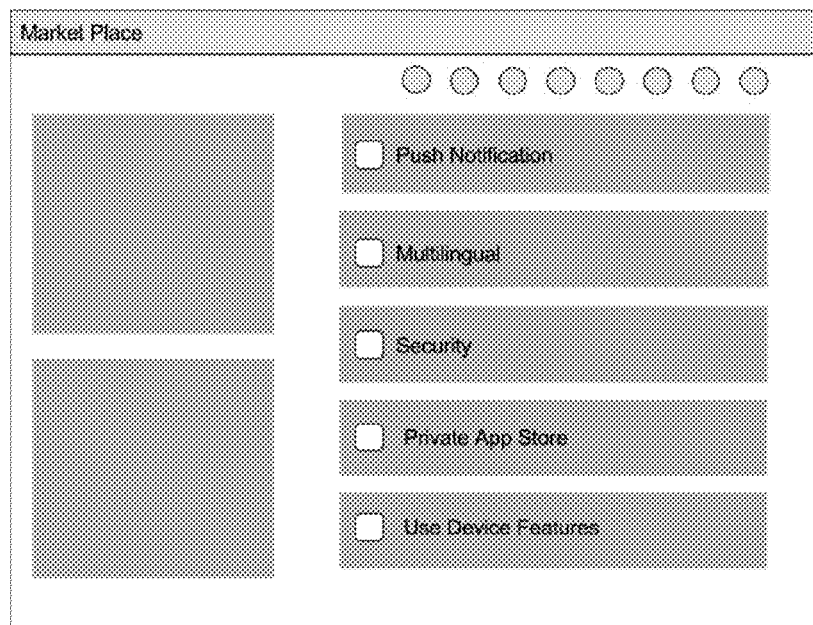 Market Place
Push Notification
Multilingual
Security
Private App Store
Use Device Features